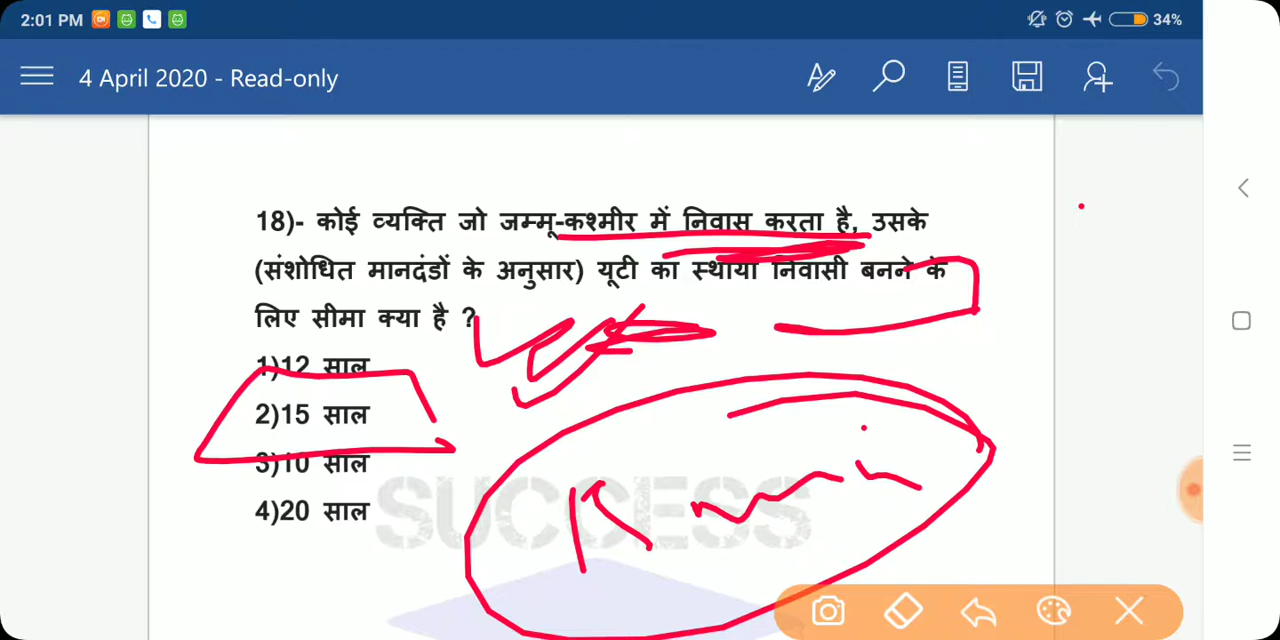 2:01 PM
34%
4 April 2020 - Read-only
18)- कोई व्यक्ति जो जम्मू-कश्मीर में निवास करता है, उसके
(संशोधित मानदंडों के अनुसार) यूटी का स्थायी निवासी बनने के
लिए सीमा क्या है ?
1)12 साल
2)15 साल
3)10 साल
4)20 साल
SUCCESS